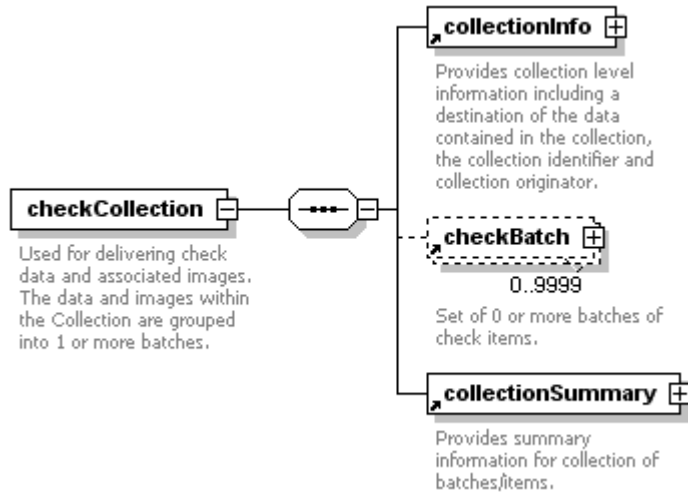 collectionInfo
Provides collection level
information including a
destination of the data
contained in the collection,
the collection identifier and
collection originator.
checkCollection
Used for delivering check
data and associated images.
The data and images within
the Collection are grouped
into 1 or more batches.
checkBatch
0..9999
Set of 0 or more batches of
check items.
collectionSummary
Provides summary
information for collection of
batches/items.